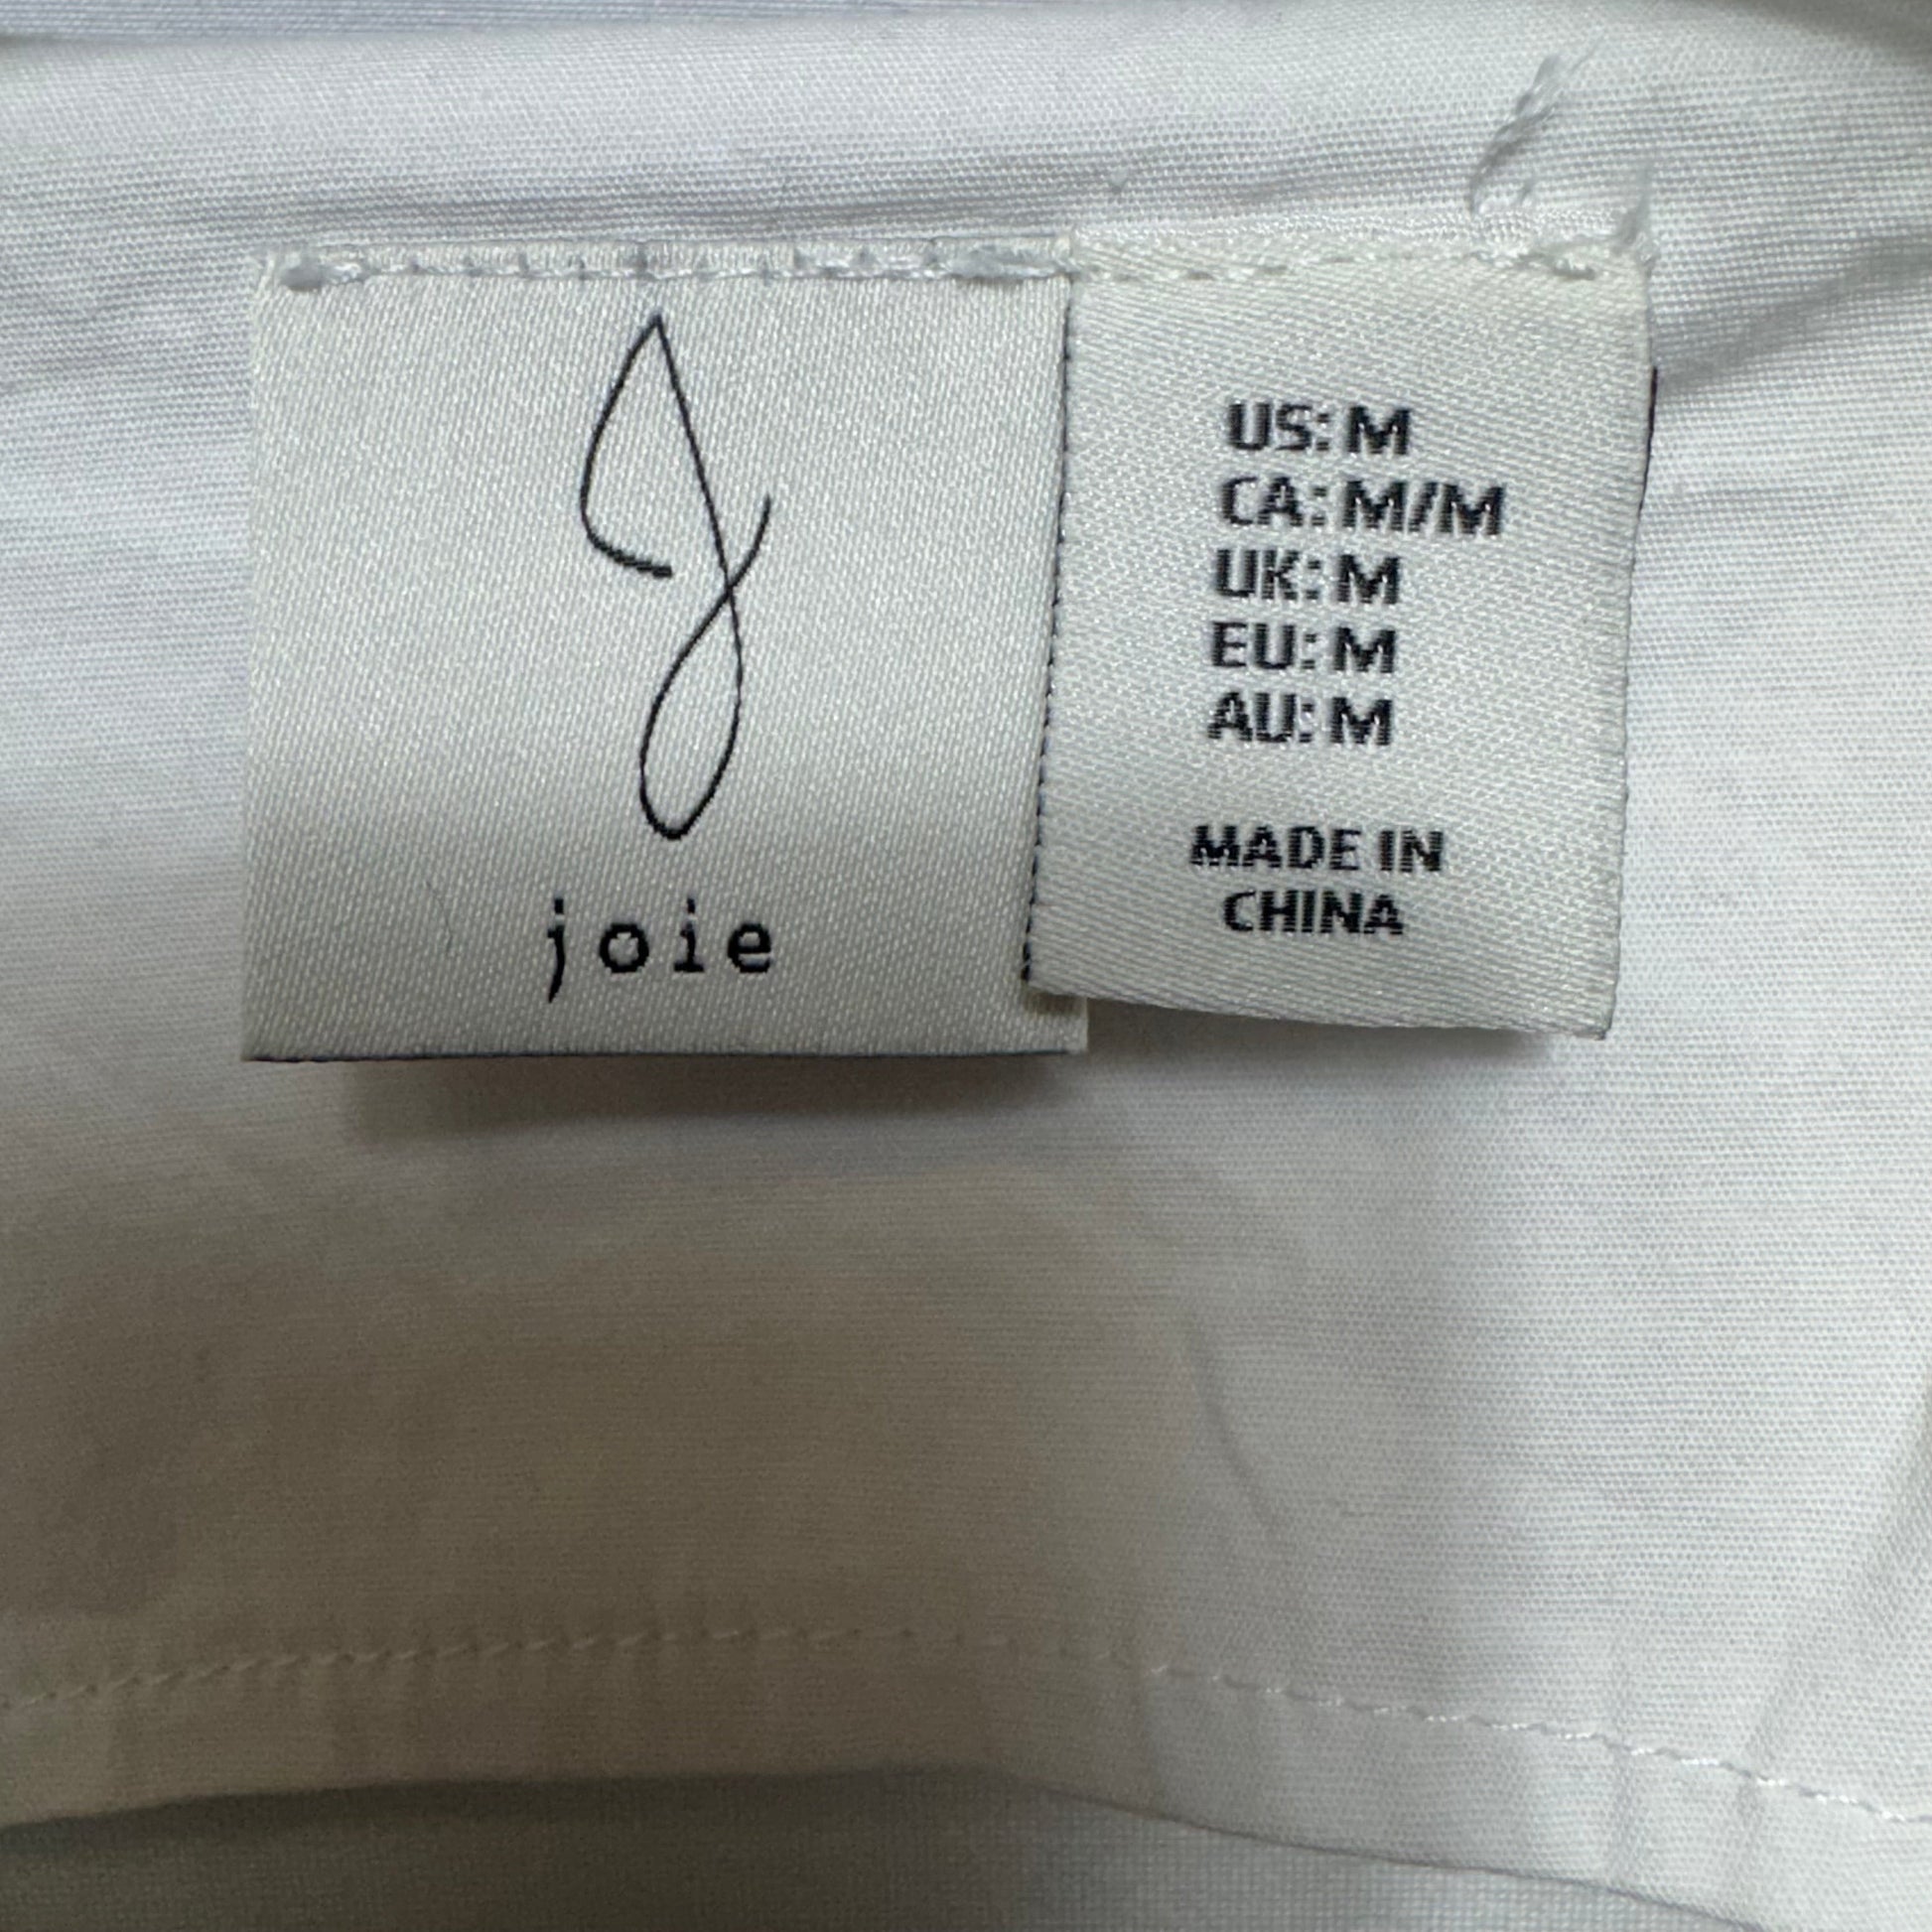 joie
US: M
CA: M/M
UK: M
EU: M
AU: M
MADE IN
CHINA